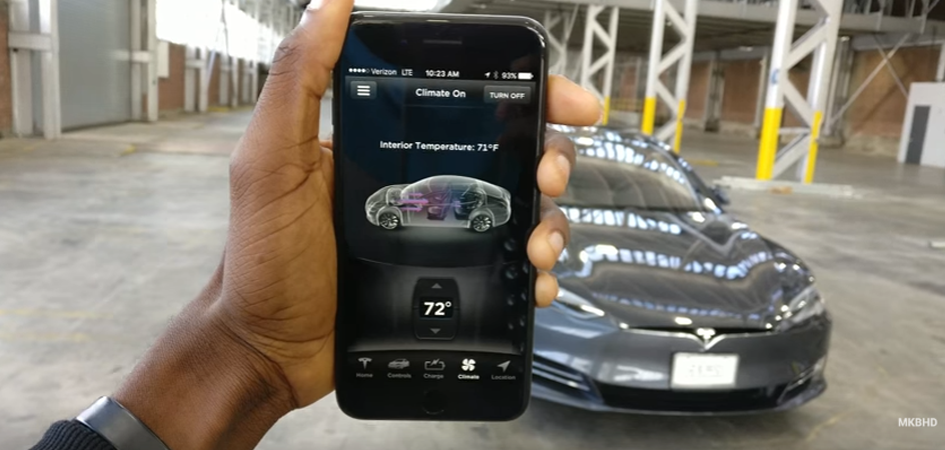 Verizon LTE 10:23 AM 93%
Climate On TURN OFF
Interior Temperature: 71°F
72°
Home Controls Charge Climate Location
MKBHD